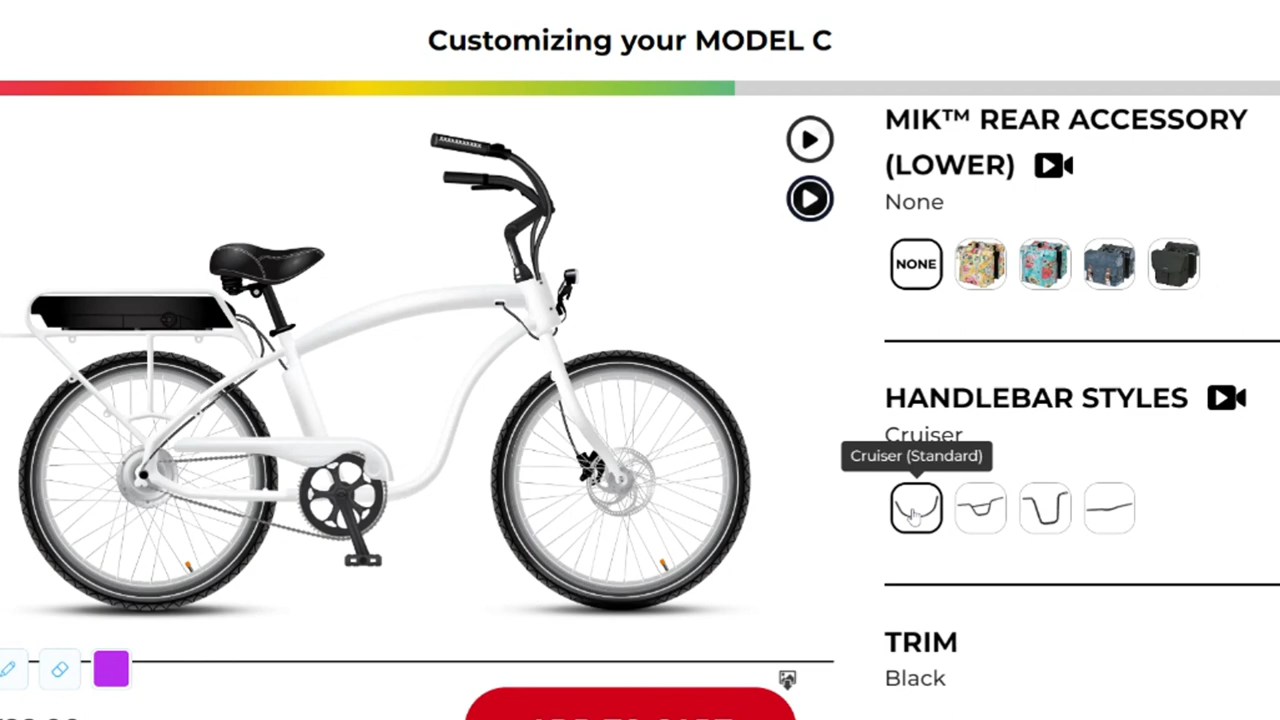 Customizing your MODEL C
MIK™ REAR ACCESSORY
(LOWER)
None
NONE
HANDLEBAR STYLES
Cruiser
Cruiser (Standard)
TRIM
Black